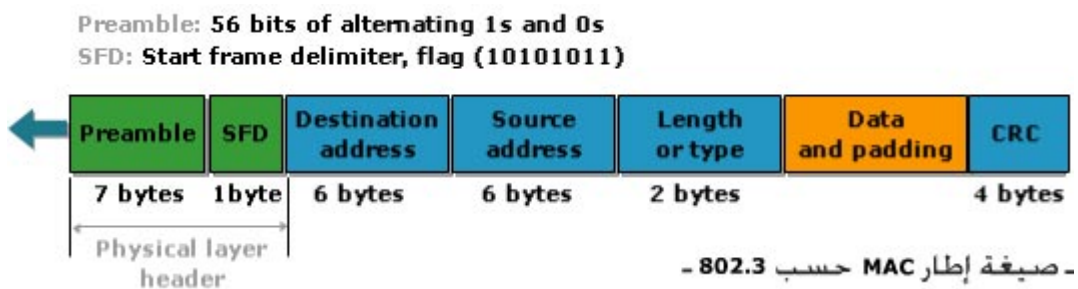 Preamble: 56 bits of alternating 1s and 0s
SFD: Start frame delimiter, flag (10101011)
Preamble
SFD
Destination
address
Source
address
Length
or type
Data
and padding
CRC
7 bytes
1byte
6 bytes
6 bytes
2 bytes
4 bytes
Physical layer
header
ـ صيغة إطار MAC حسب 802.3 ـ